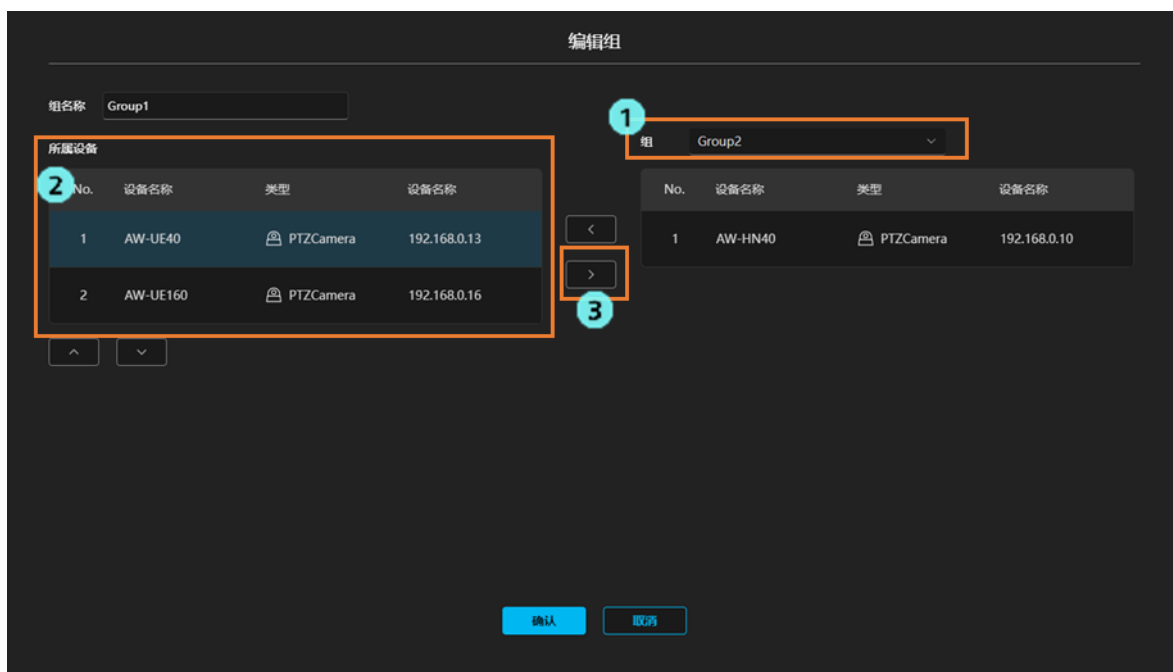 编辑组
组名称 Group1
1
组 Group2
所属设备
2 No. 设备名称 类型 设备名称
No. 设备名称 类型 设备名称
1 AW-UE40 PTZCamera 192.168.0.13
<
1 AW-HN40 PTZCamera 192.168.0.10
>
2 AW-UE160 PTZCamera 192.168.0.16
3
确认 取消